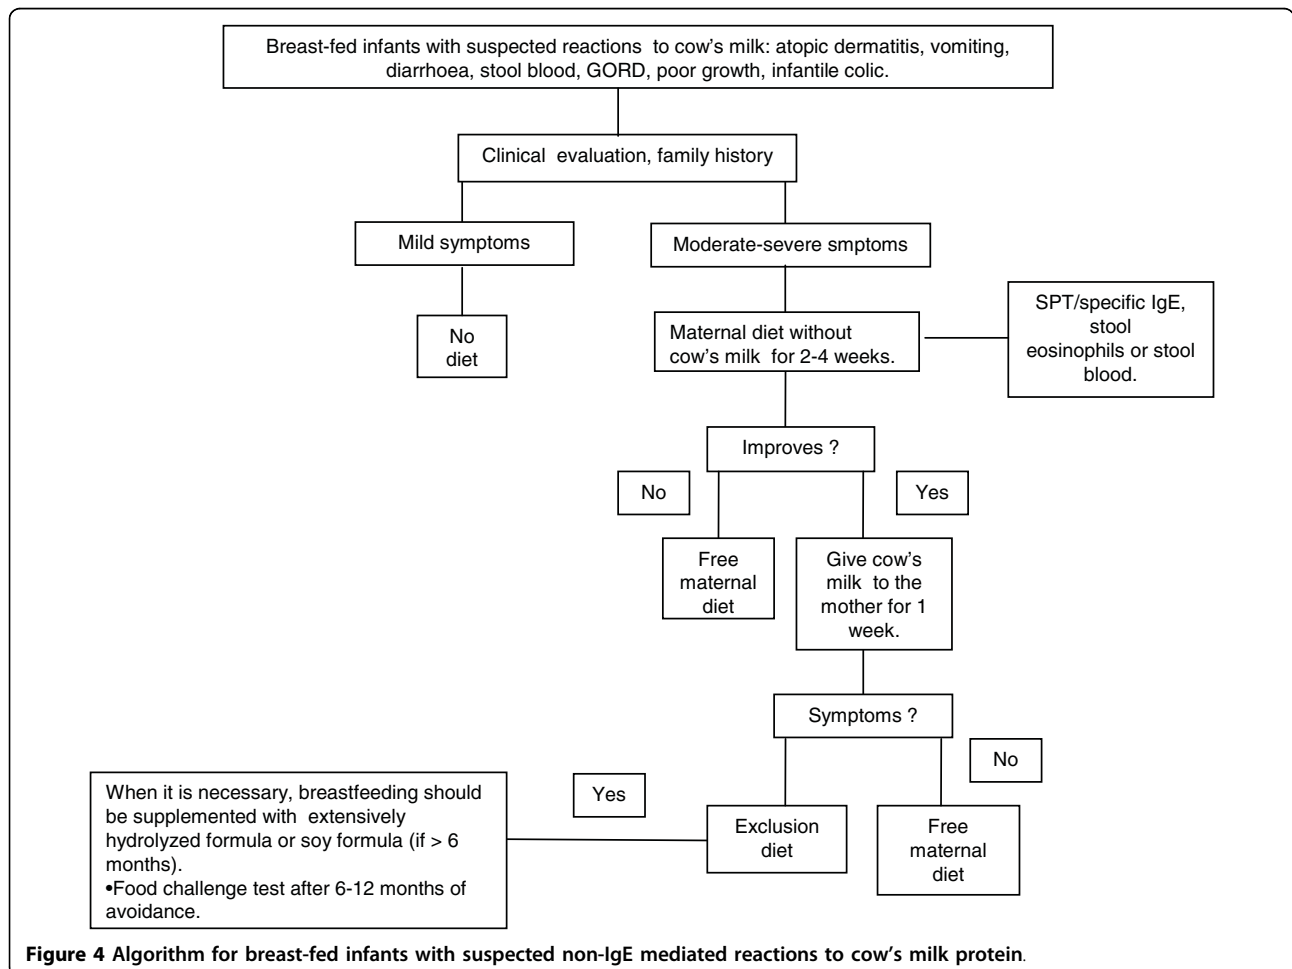 Breast-fed infants with suspected reactions to cow's milk: atopic dermatitis, vomiting,
diarrhoea, stool blood, GORD, poor growth, infantile colic.
Clinical evaluation, family history
Mild symptoms
Moderate-severe smptoms
No
diet
Maternal diet without
cow's milk for 2-4 weeks.
SPT/specific IgE,
stool
eosinophils or stool
blood.
Improves ?
No
Yes
Free
maternal
diet
Give cow's
milk to the
mother for 1
week.
Symptoms ?
Yes
No
When it is necessary, breastfeeding should
be supplemented with extensively
hydrolyzed formula or soy formula (if > 6
months).
•Food challenge test after 6-12 months of
avoidance.
Exclusion
diet
Free
maternal
diet
Figure 4 Algorithm for breast-fed infants with suspected non-IgE mediated reactions to cow's milk protein.